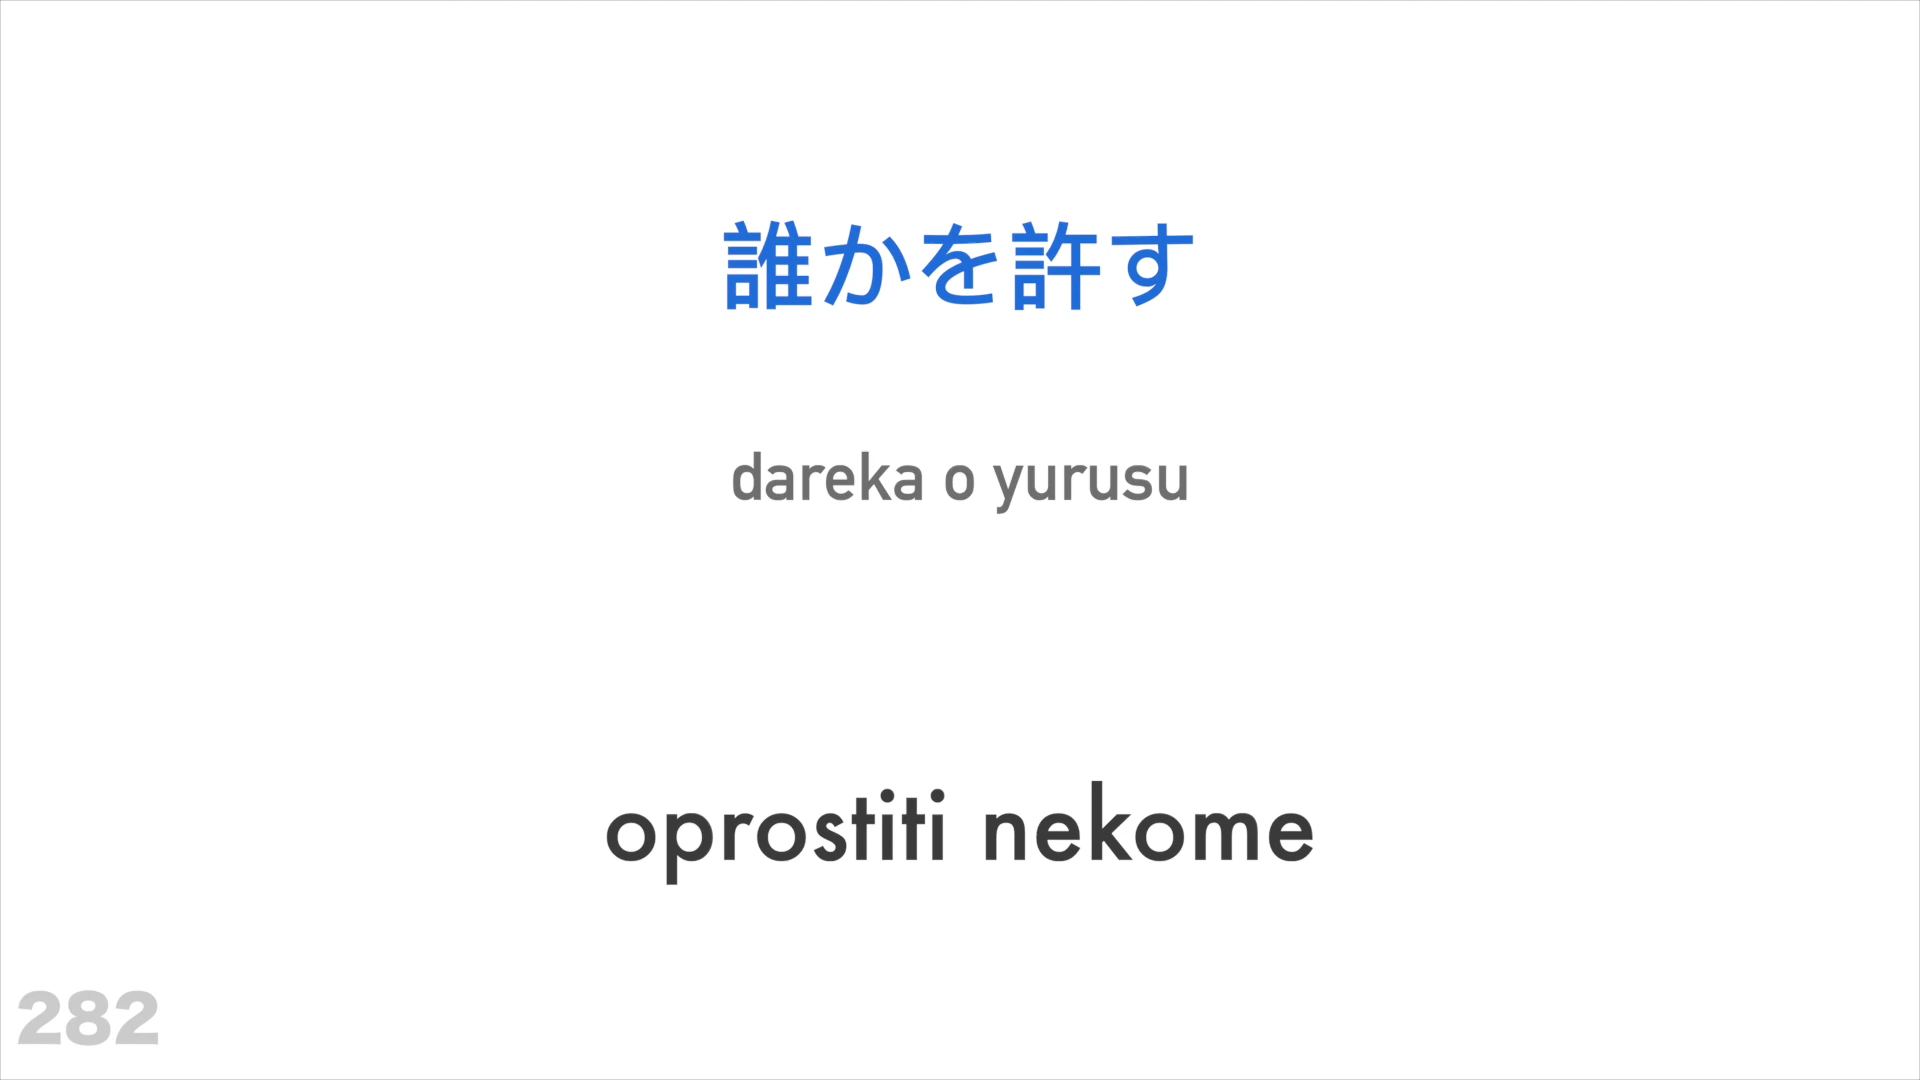 誰かを許す
dareka o yurusu
oprostiti nekome
282